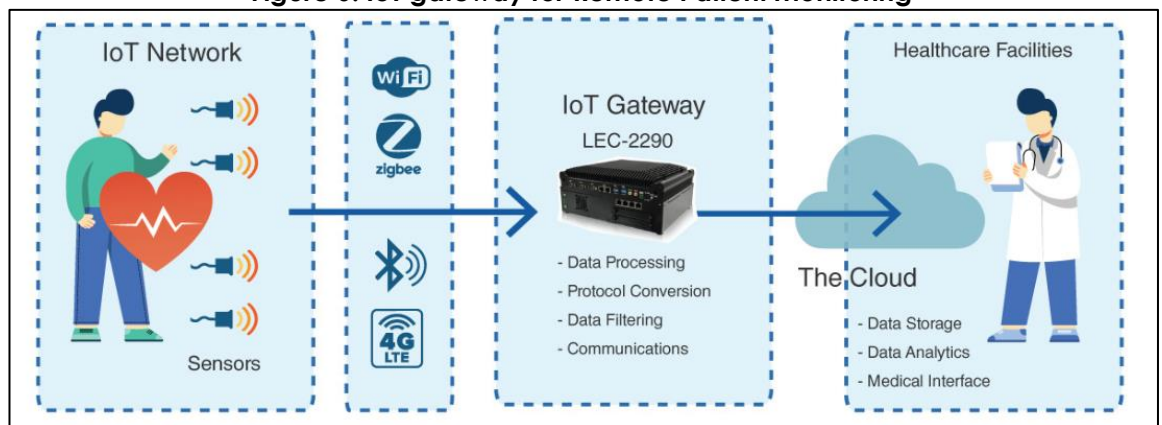 IoT Network
Sensors
WiFi
zigbee
4G
LTE
IoT Gateway
LEC-2290
- Data Processing
- Protocol Conversion
- Data Filtering
- Communications
Healthcare Facilities
The Cloud
- Data Storage
- Data Analytics
- Medical Interface